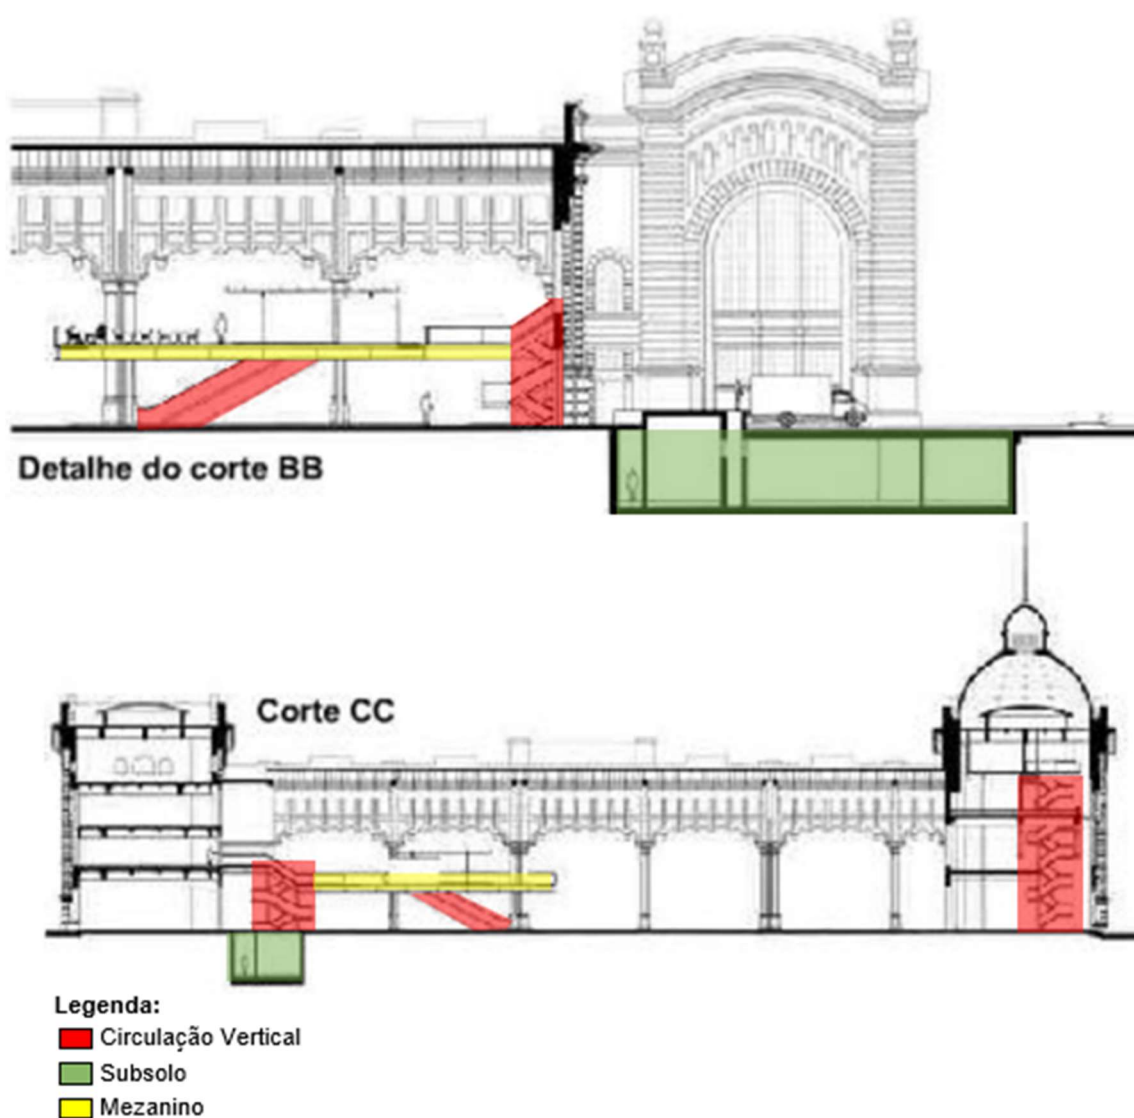 Detalhe do corte BB
Corte CC
Legenda:
Circulação Vertical
Subsolo
Mezanino